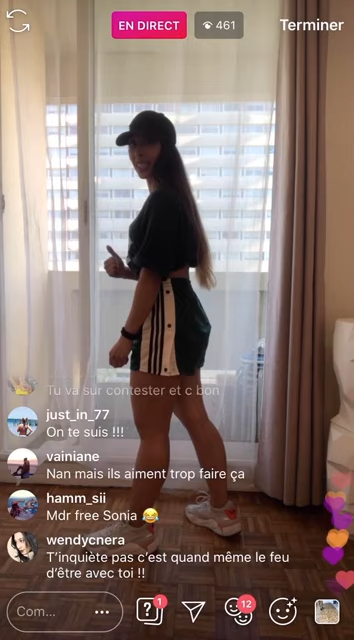 EN DIRECT
461
Terminer
Tu va sur contester et c bon
just_in_77
On te suis !!!
vainiane
Nan mais ils aiment trop faire ça
hamm_sii
Mdr free Sonia 😂
wendycnera
T'inquiète pas c'est quand même le feu
d'être avec toi !!
Com...
1
12